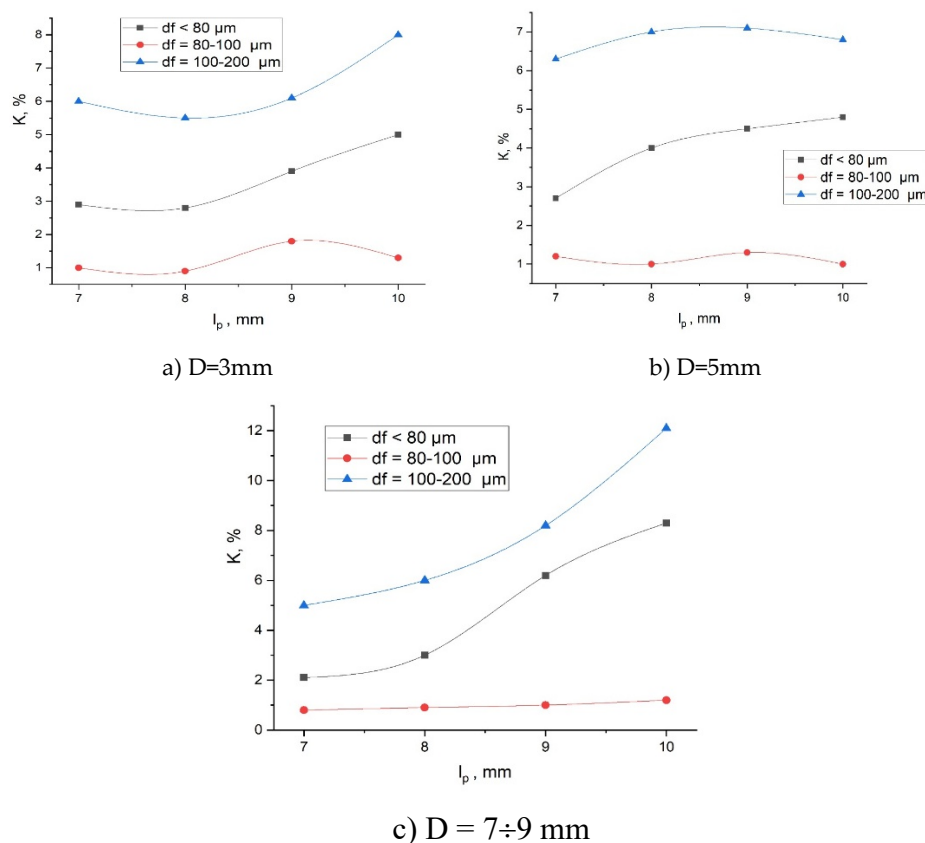 df < 80 µm
df = 80-100 µm
df = 100-200 µm
8
7
6
5
4
3
2
1
K, %
7 8 9 10
l_p , mm
a) D=3mm
7
6
5
4
3
2
1
K, %
df < 80 µm
df = 80-100 µm
df = 100-200 µm
7 8 9 10
l_p , mm
b) D=5mm
12
10
8
6
4
2
0
K, %
df < 80 µm
df = 80-100 µm
df = 100-200 µm
7 8 9 10
l_p , mm
c) D = 7÷9 mm